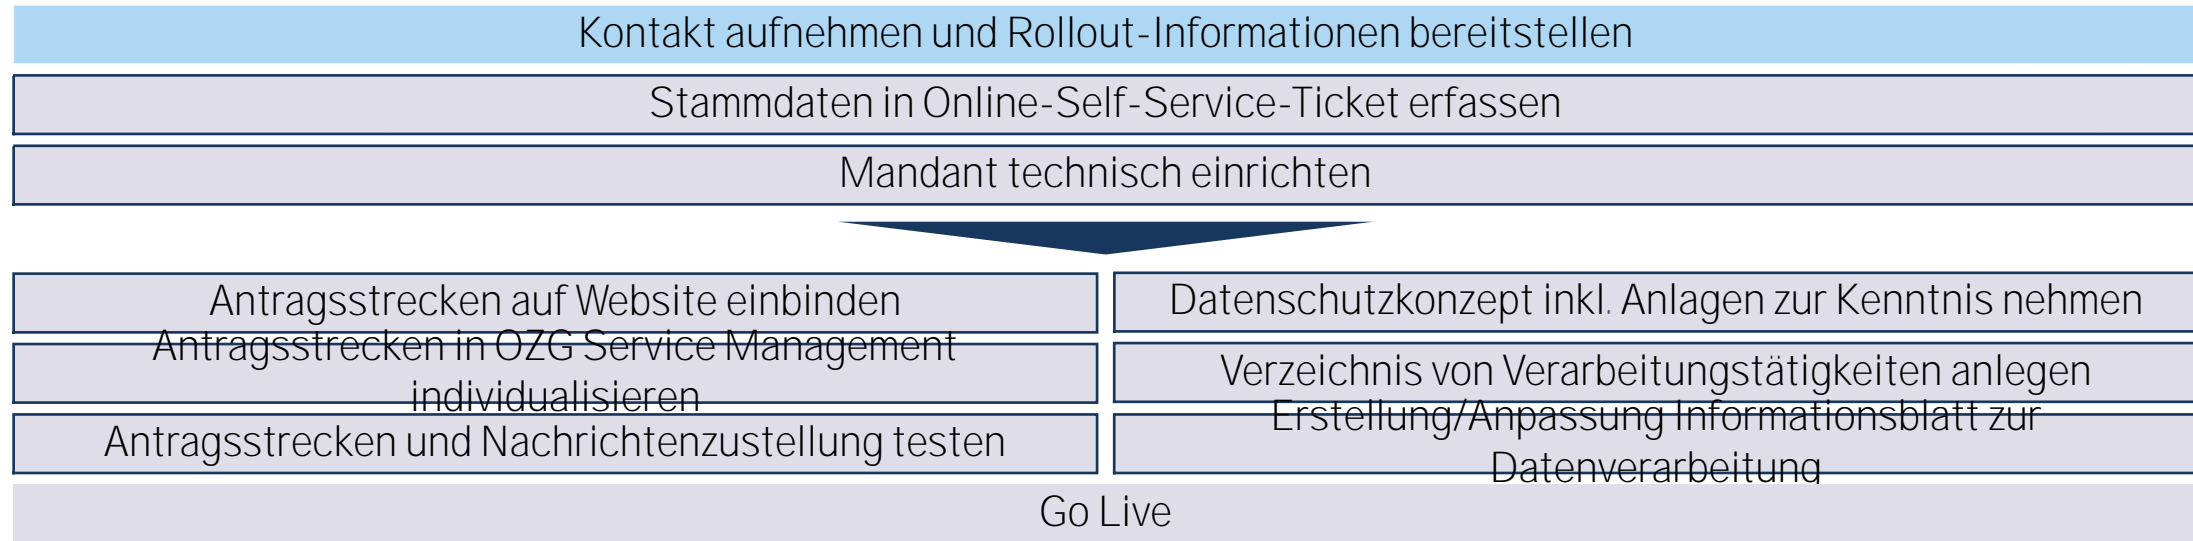 Kontakt aufnehmen und Rollout-Informationen bereitstellen
Stammdaten in Online-Self-Service-Ticket erfassen
Mandant technisch einrichten
Antragsstrecken auf Website einbinden
Antragsstrecken in OZG Service Management
individualisieren
Antragsstrecken und Nachrichtenzustellung testen
Datenschutzkonzept inkl. Anlagen zur Kenntnis nehmen
Verzeichnis von Verarbeitungstätigkeiten anlegen
Erstellung/Anpassung Informationsblatt zur
Datenverarbeitung
Go Live